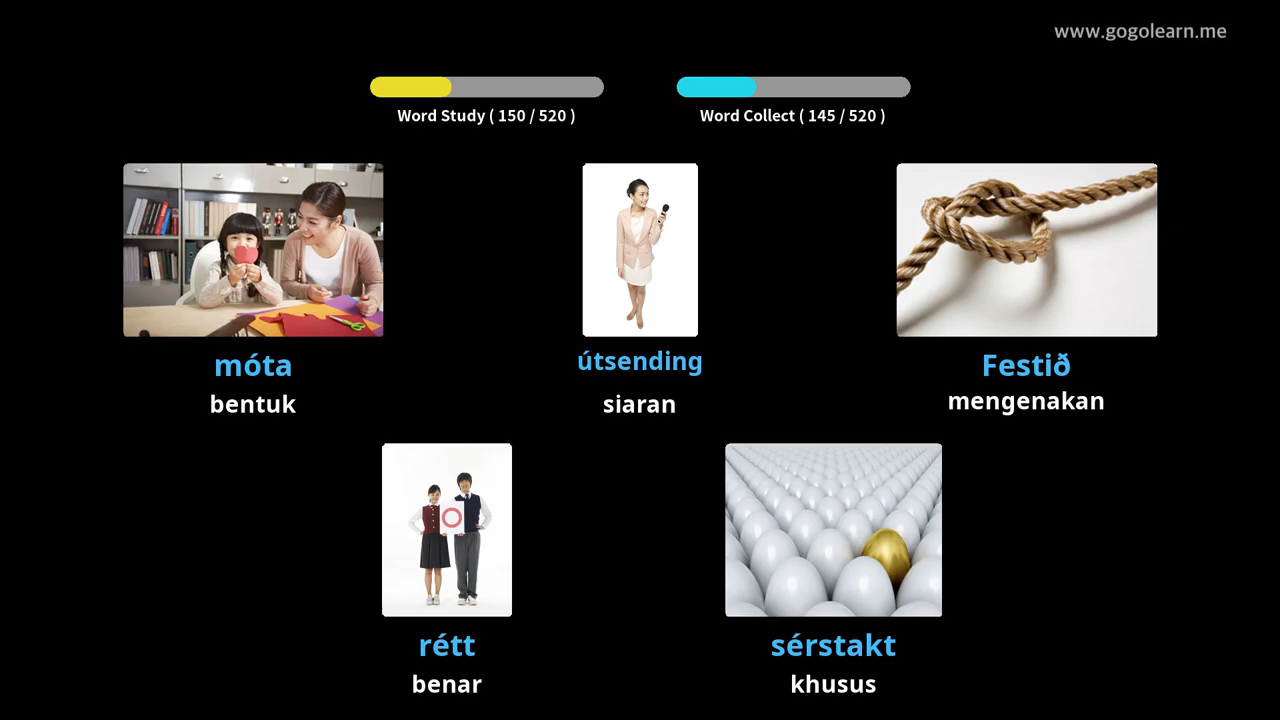 www.gogolearn.me
Word Study ( 150 / 520 )
Word Collect ( 145 / 520 )
móta
bentuk
útsending
siaran
Festið
mengenakan
rétt
benar
sérstakt
khusus